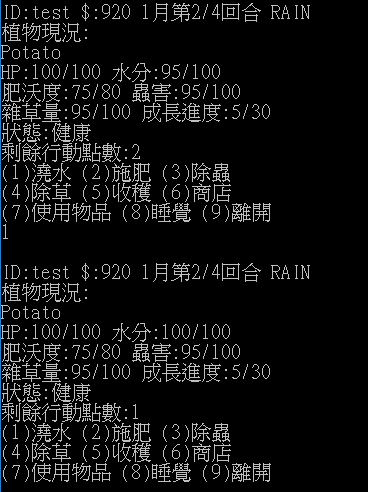 ID:test $:920 1月第2/4回合 RAIN
植物現況:
Potato
HP:100/100 水分:95/100
肥沃度:75/80 蟲害:95/100
雜草量:95/100 成長進度:5/30
狀態:健康
剩餘行動點數:2
(1)澆水 (2)施肥 (3)除蟲
(4)除草 (5)收穫 (6)商店
(7)使用物品 (8)睡覺 (9)離開
1
ID:test $:920 1月第2/4回合 RAIN
植物現況:
Potato
HP:100/100 水分:100/100
肥沃度:75/80 蟲害:95/100
雜草量:95/100 成長進度:5/30
狀態:健康
剩餘行動點數:1
(1)澆水 (2)施肥 (3)除蟲
(4)除草 (5)收穫 (6)商店
(7)使用物品 (8)睡覺 (9)離開